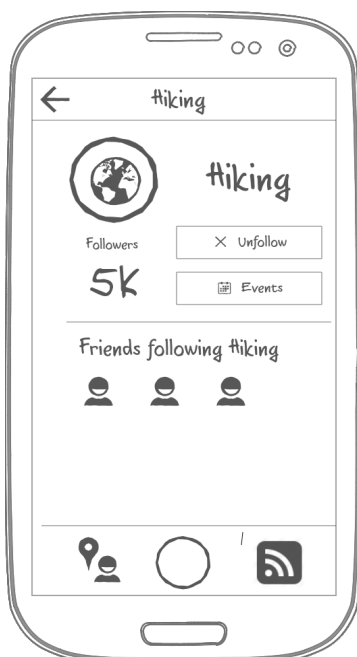 Hiking
Hiking
Followers
Unfollow
5K
Events
Friends following Hiking